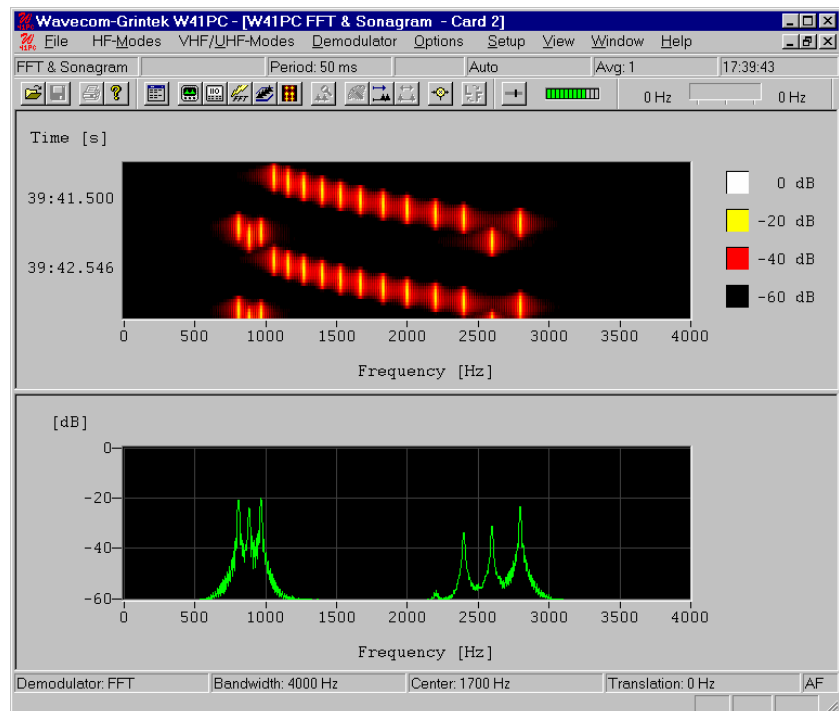 Wavecom-Grintek W41PC - [W41PC FFT & Sonagram - Card 2]
File HF-Modes VHF/UHF-Modes Demodulator Options Setup View Window Help
FFT & Sonagram Period: 50 ms Auto Avg: 1 17:39:43
FFT 0 Hz 0 Hz
Time [s]
39:41.500
39:42.546
0 dB
-20 dB
-40 dB
-60 dB
0 500 1000 1500 2000 2500 3000 3500 4000
Frequency [Hz]
[dB]
0
-20
-40
-60
0 500 1000 1500 2000 2500 3000 3500 4000
Frequency [Hz]
Demodulator: FFT Bandwidth: 4000 Hz Center: 1700 Hz Translation: 0 Hz AF